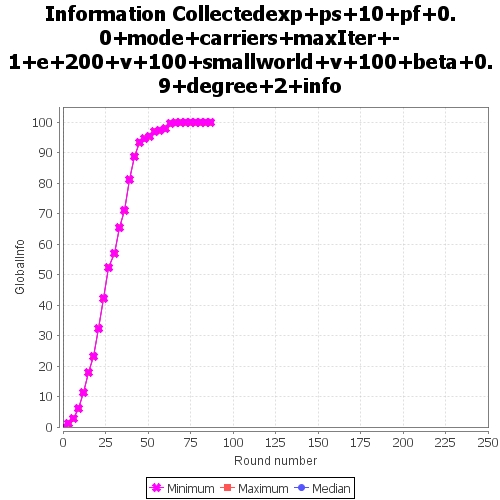 Information Collectedexp+ps+10+pf+0.
0+mode+carriers+maxIter+-
1+e+200+v+100+smallworld+v+100+beta+0.
9+degree+2+info
100
90
80
70
60
50
40
30
20
10
0
GlobalInfo
0 25 50 75 100 125 150 175 200 225 250
Round number
Minimum Maximum Median